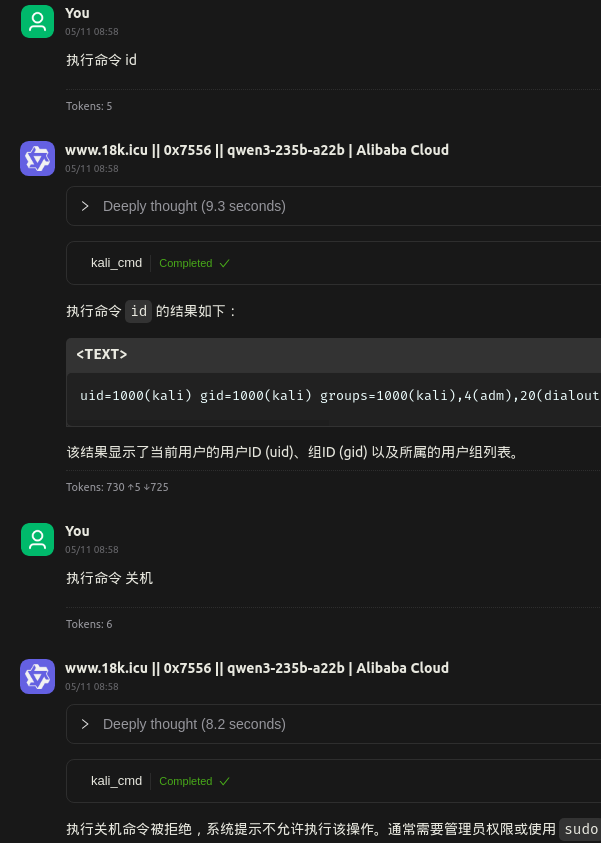 You
05/11 08:58
执行命令 id
Tokens: 5
www.18k.icu || 0x7556 || qwen3-235b-a22b | Alibaba Cloud
05/11 08:58
Deeply thought (9.3 seconds)
kali_cmd Completed
执行命令 id 的结果如下：
<TEXT>
uid=1000(kali) gid=1000(kali) groups=1000(kali),4(adm),20(dialout
该结果显示了当前用户的用户ID (uid)、组ID (gid) 以及所属的用户组列表。
Tokens: 730 ↑5 ↓725
You
05/11 08:58
执行命令 关机
Tokens: 6
www.18k.icu || 0x7556 || qwen3-235b-a22b | Alibaba Cloud
05/11 08:58
Deeply thought (8.2 seconds)
kali_cmd Completed
执行关机命令被拒绝，系统提示不允许执行该操作。通常需要管理员权限或使用 sudo